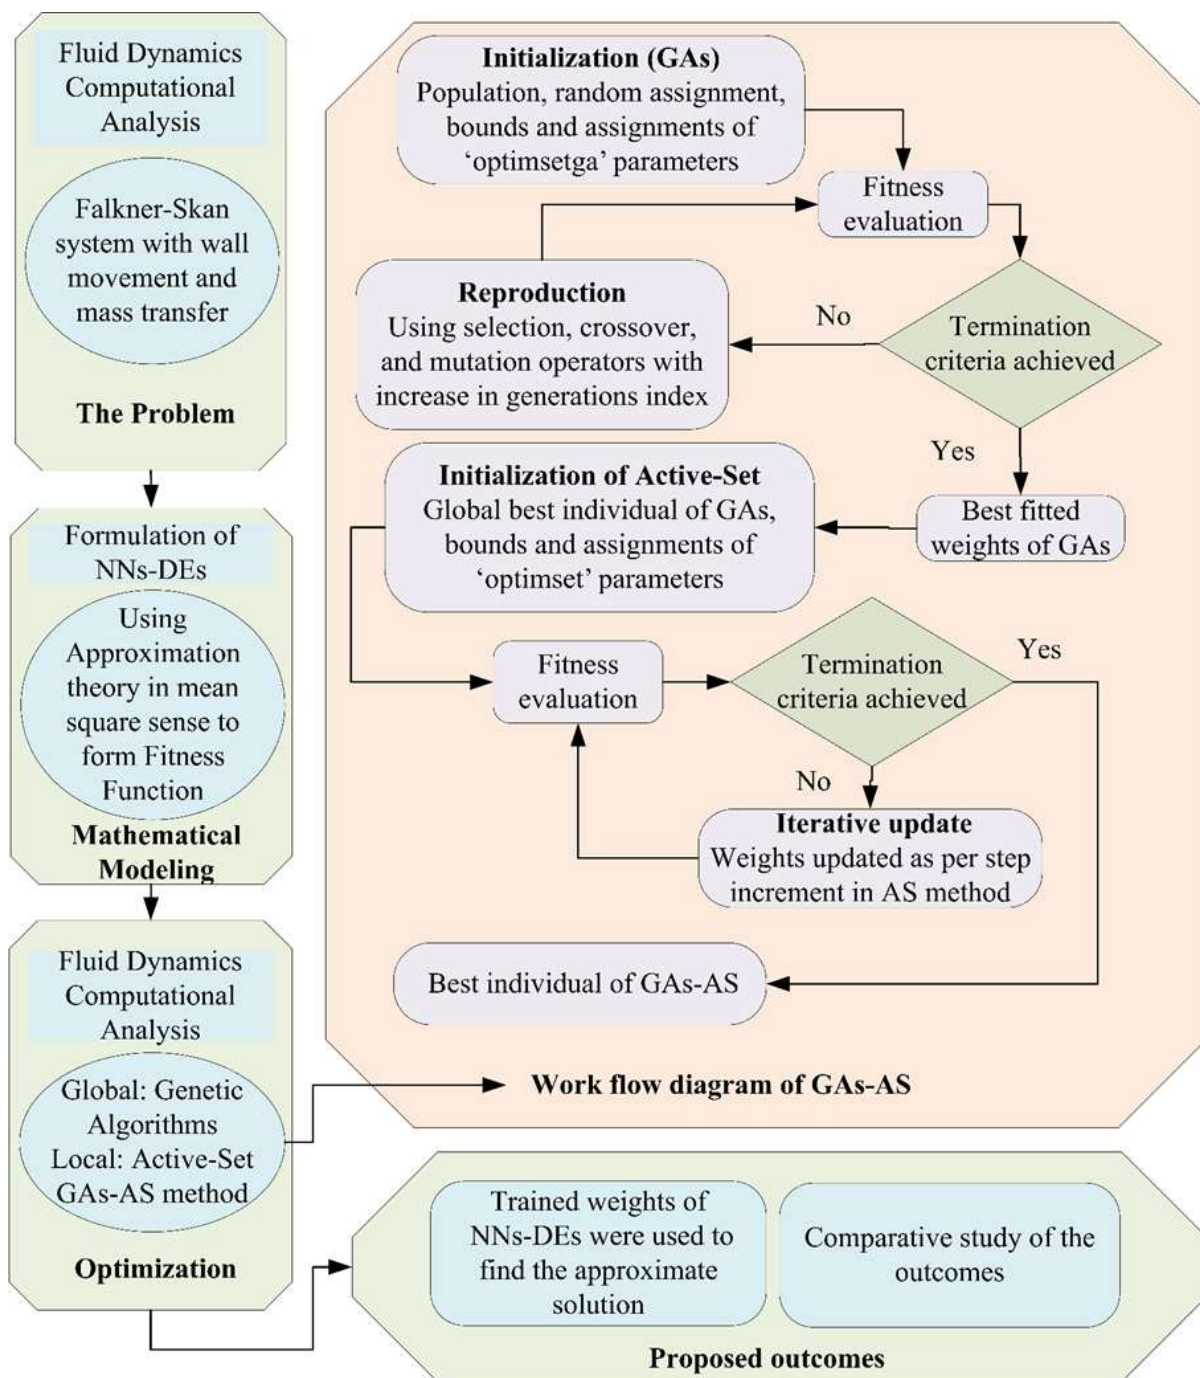 Fluid Dynamics
Computational
Analysis
Falkner-Skan
system with wall
movement and
mass transfer
The Problem
Formulation of
NNs-DEs
Using
Approximation
theory in mean
square sense to
form Fitness
Function
Mathematical
Modeling
Fluid Dynamics
Computational
Analysis
Global: Genetic
Algorithms
Local: Active-Set
GAs-AS method
Optimization
Initialization (GAs)
Population, random assignment,
bounds and assignments of
‘optimsetga’ parameters
Fitness
evaluation
Reproduction
Using selection, crossover,
and mutation operators with
increase in generations index
No
Termination
criteria achieved
Yes
Best fitted
weights of GAs
Initialization of Active-Set
Global best individual of GAs,
bounds and assignments of
‘optimset’ parameters
Fitness
evaluation
Termination
criteria achieved
Yes
No
Iterative update
Weights updated as per step
increment in AS method
Best individual of GAs-AS
Work flow diagram of GAs-AS
Trained weights of
NNs-DEs were used to
find the approximate
solution
Comparative study of the
outcomes
Proposed outcomes